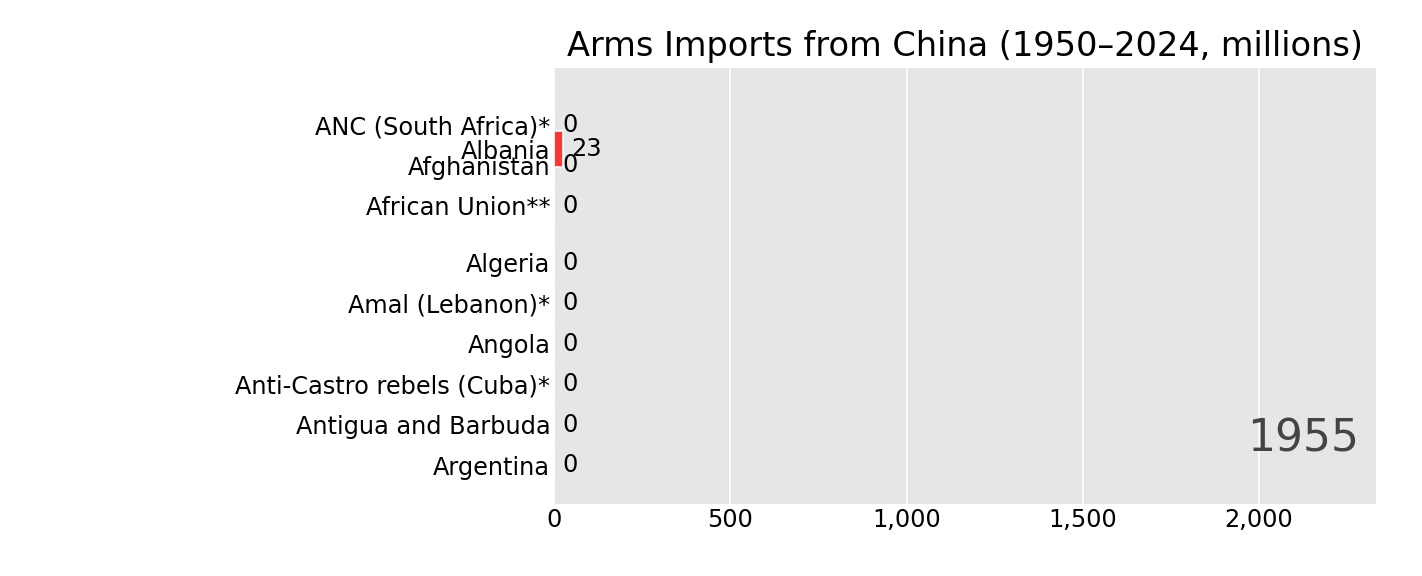 Arms Imports from China (1950–2024, millions)
ANC (South Africa)* 0
Albania 23
Afghanistan 0
African Union** 0
Algeria 0
Amal (Lebanon)* 0
Angola 0
Anti-Castro rebels (Cuba)* 0
Antigua and Barbuda 0
1955
Argentina 0
0 500 1,000 1,500 2,000